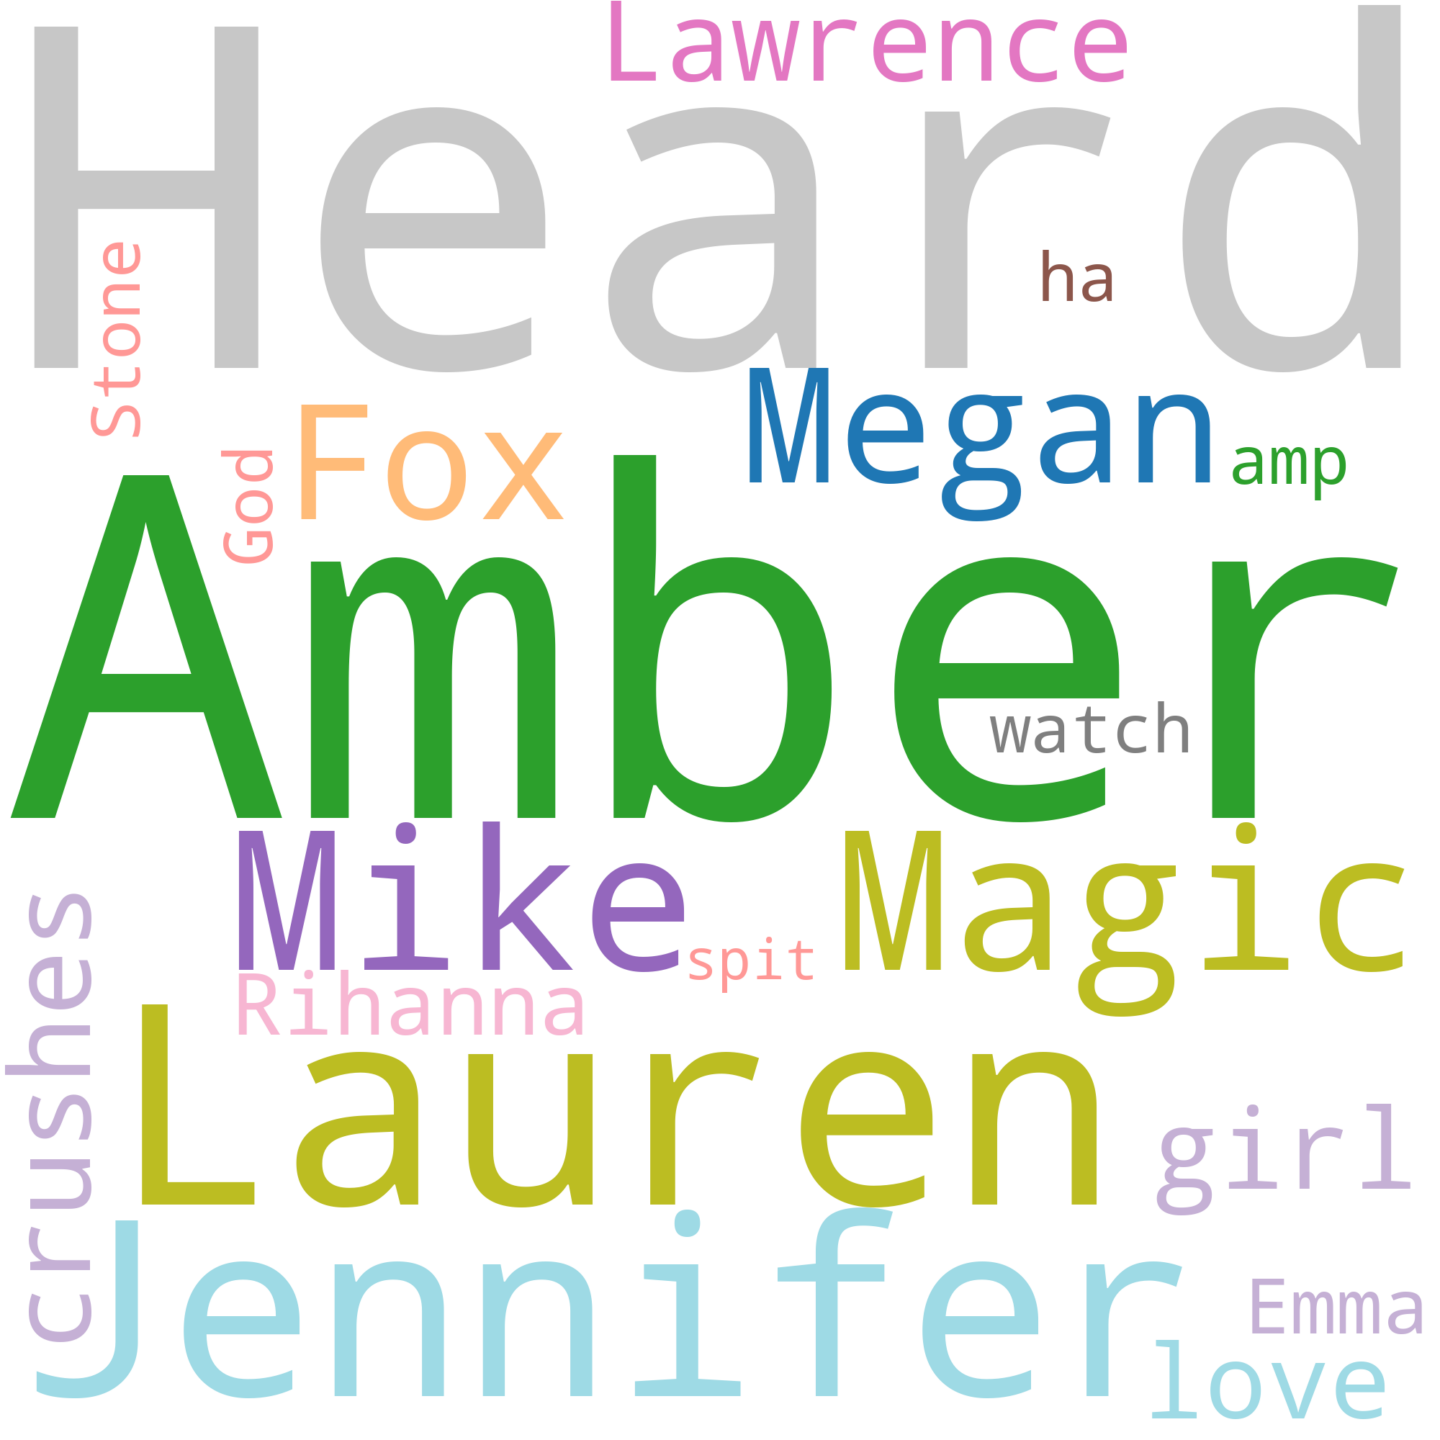 Lawrence
Heard
Stone
ha
Fox
Megan
God
amp
Amber
watch
Mike
Magic
crushes
spit
Rihanna
Lauren
girl
Jennifer
Emma
love